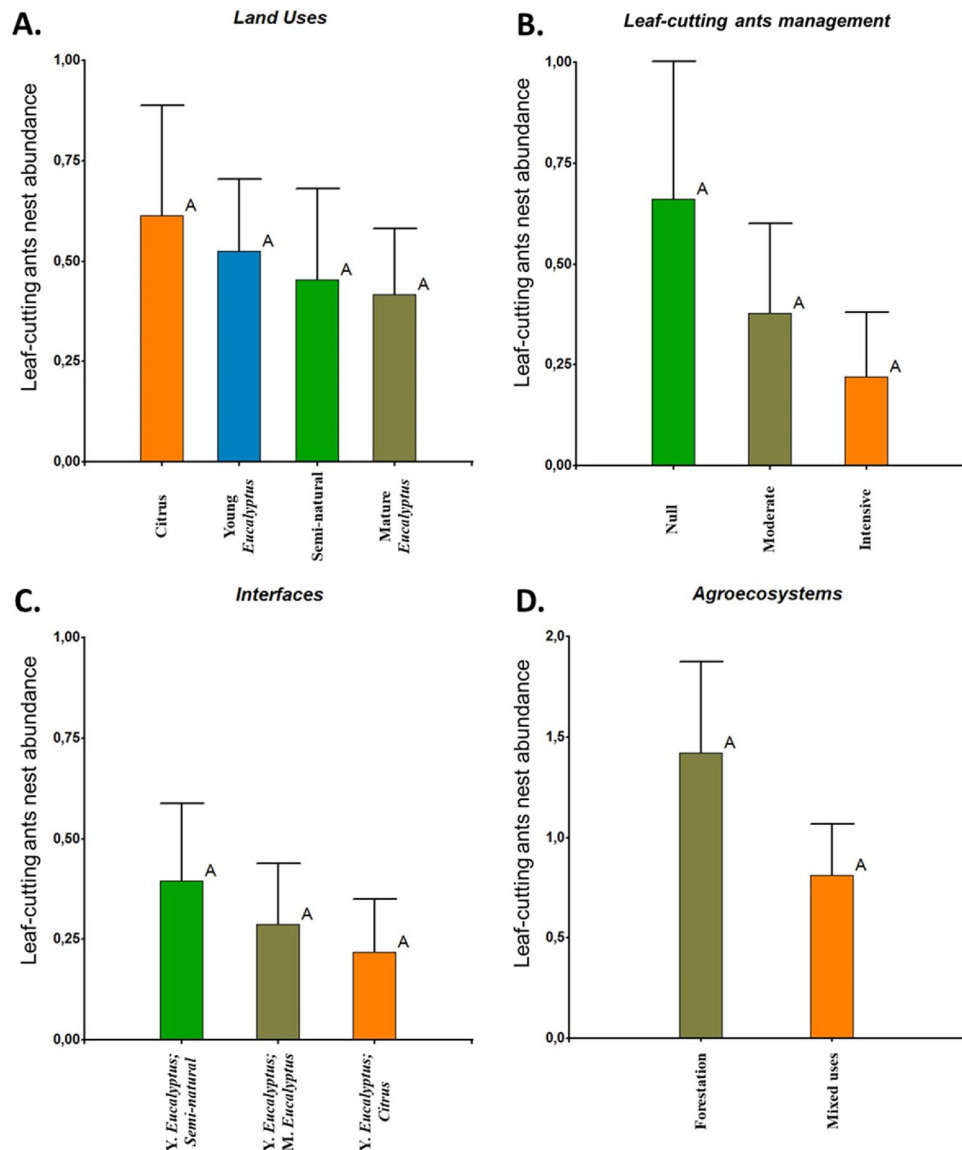 A.
Land Uses
Leaf-cutting ants nest abundance
1,00
0,75
0,50
0,25
0,00
A
A
A
A
Citrus
Young
Eucalyptus
Semi-natural
Mature
Eucalyptus
B.
Leaf-cutting ants management
Leaf-cutting ants nest abundance
1,00
0,75
0,50
0,25
0,00
A
A
A
Null
Moderate
Intensive
C.
Interfaces
Leaf-cutting ants nest abundance
1,00
0,75
0,50
0,25
0,00
A
A
A
Y. Eucalyptus;
Semi-natural
Y. Eucalyptus;
M. Eucalyptus
Y. Eucalyptus;
Citrus
D.
Agroecosystems
Leaf-cutting ants nest abundance
2,0
1,5
1,0
0,5
0,0
A
A
Forestation
Mixed uses